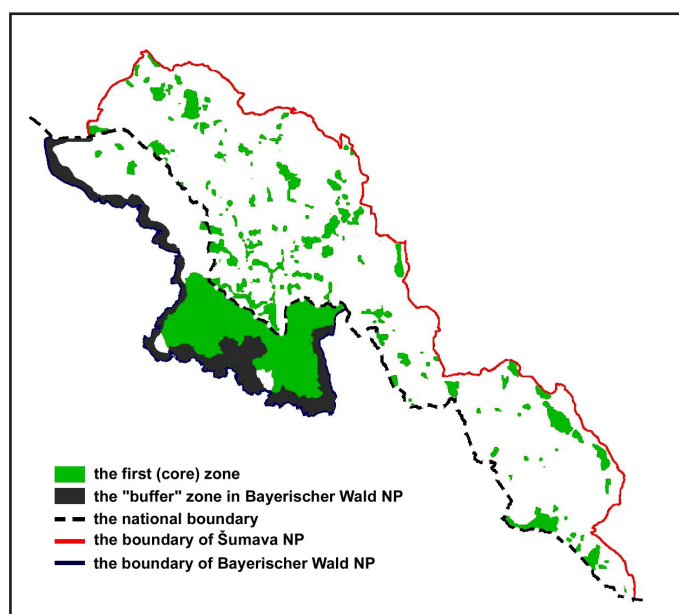 the first (core) zone
the "buffer" zone in Bayerischer Wald NP
the national boundary
the boundary of Šumava NP
the boundary of Bayerischer Wald NP